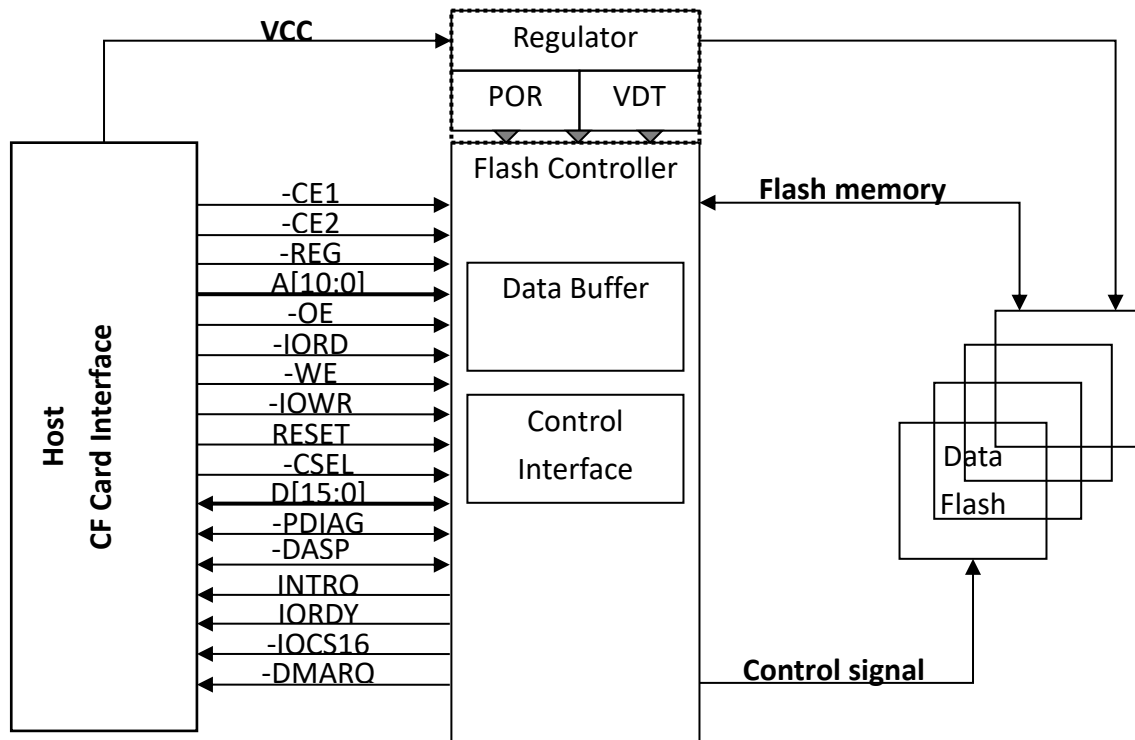 VCC
Regulator
POR
VDT
Flash Controller
Host
CF Card Interface
-CE1
-CE2
-REG
A[10:0]
-OE
-IORD
-WE
-IOWR
RESET
-CSEL
D[15:0]
-PDIAG
-DASP
INTRQ
IORDY
-IOCS16
-DMARQ
Data Buffer
Control
Interface
Flash memory
Data
Flash
Control signal